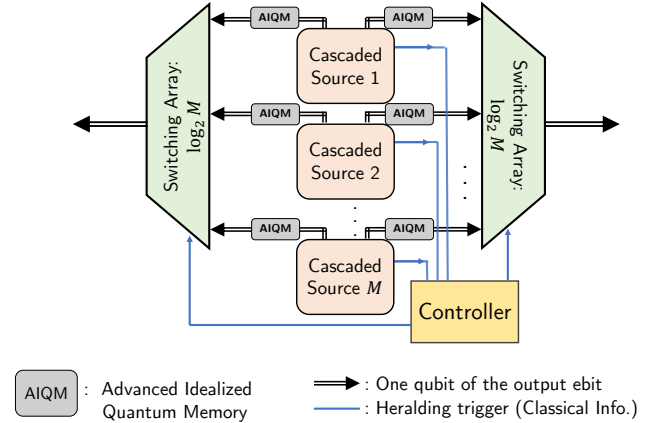 AIQM
AIQM
Cascaded
Source 1
Switching Array:
log₂ M
Switching Array:
log₂ M
AIQM
AIQM
Cascaded
Source 2
AIQM
AIQM
Cascaded
Source M
Controller
AIQM : Advanced Idealized
Quantum Memory
: One qubit of the output ebit
: Heralding trigger (Classical Info.)